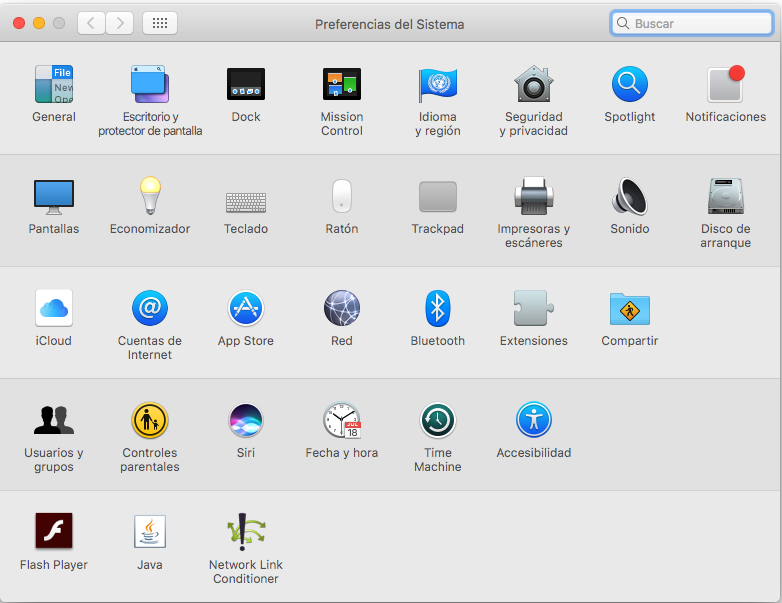 Preferencias del Sistema
Buscar
File
New
Ope
General
Escritorio y
protector de pantalla
Dock
Mission
Control
Idioma
y región
Seguridad
y privacidad
Spotlight
Notificaciones
Pantallas
Economizador
Teclado
Ratón
Trackpad
Impresoras y
escáneres
Sonido
Disco de
arranque
iCloud
@
Cuentas de
Internet
App Store
Red
Bluetooth
Extensiones
Compartir
Usuarios y
grupos
Controles
parentales
Siri
JUL
18
Fecha y hora
Time
Machine
Accesibilidad
Flash Player
Java
Network Link
Conditioner